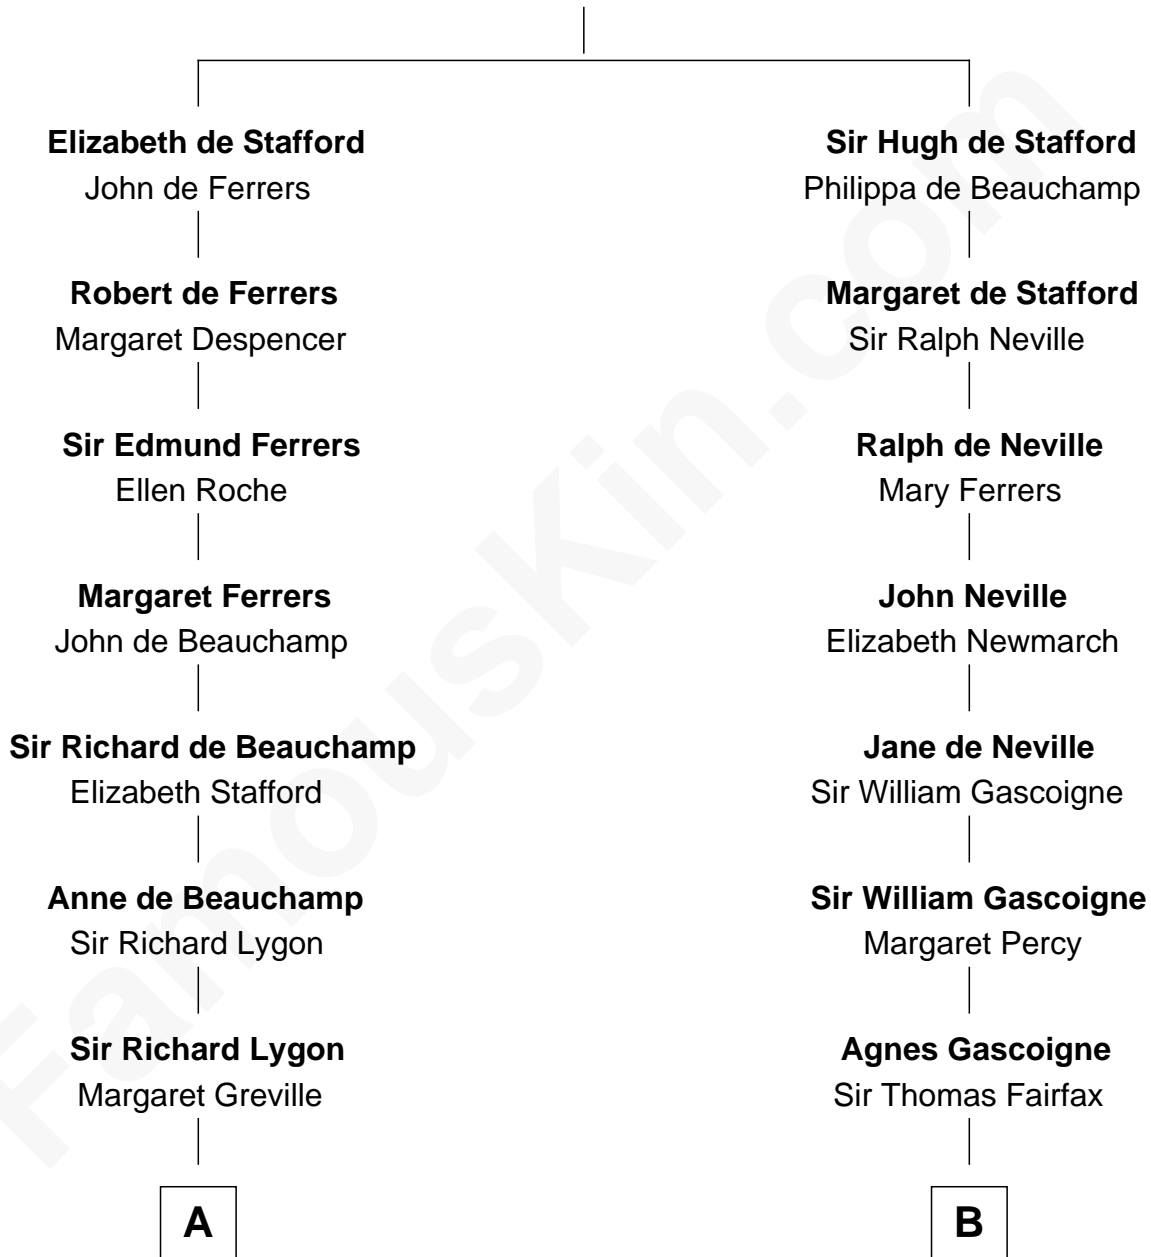 Elizabeth de Stafford
John de Ferrers
Robert de Ferrers
Margaret Despencer
Sir Edmund Ferrers
Ellen Roche
Margaret Ferrers
John de Beauchamp
Sir Richard de Beauchamp
Elizabeth Stafford
Anne de Beauchamp
Sir Richard Lygon
Sir Richard Lygon
Margaret Greville
A
Sir Hugh de Stafford
Philippa de Beauchamp
Margaret de Stafford
Sir Ralph Neville
Ralph de Neville
Mary Ferrers
John Neville
Elizabeth Newmarch
Jane de Neville
Sir William Gascoigne
Sir William Gascoigne
Margaret Percy
Agnes Gascoigne
Sir Thomas Fairfax
B
FamousKin.com